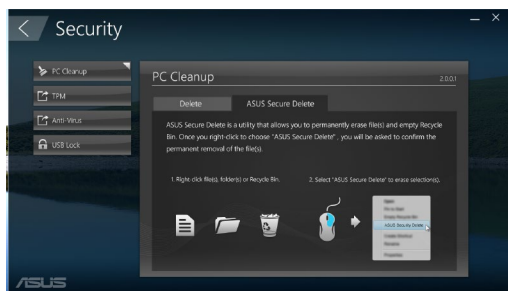 Security
PC Cleanup
TPM
Anti-Virus
USB Lock
PC Cleanup
2.0.0.1
Delete
ASUS Secure Delete
ASUS Secure Delete is a utility that allows you to permanently erase file(s) and empty Recycle
Bin. Once you right-click to choose "ASUS Secure Delete" , you will be asked to confirm the
permanent removal of the file(s).
1. Right click file(s), folder(s) or Recycle Bin.
2. Select "ASUS Secure Delete" to erase selection(s).
ASUS Security Delete
ASUS